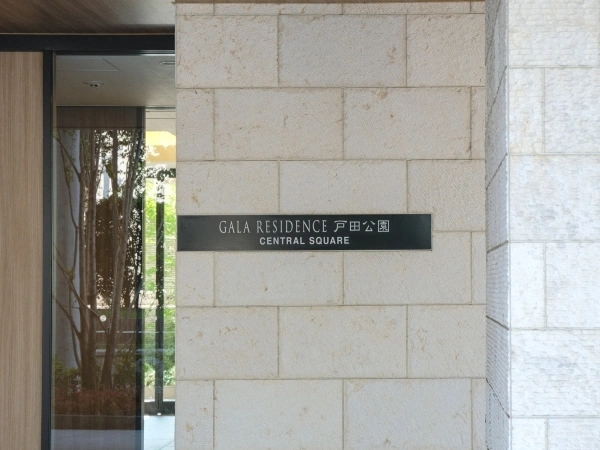 GALA RESIDENCE 戸田公園
CENTRAL SQUARE